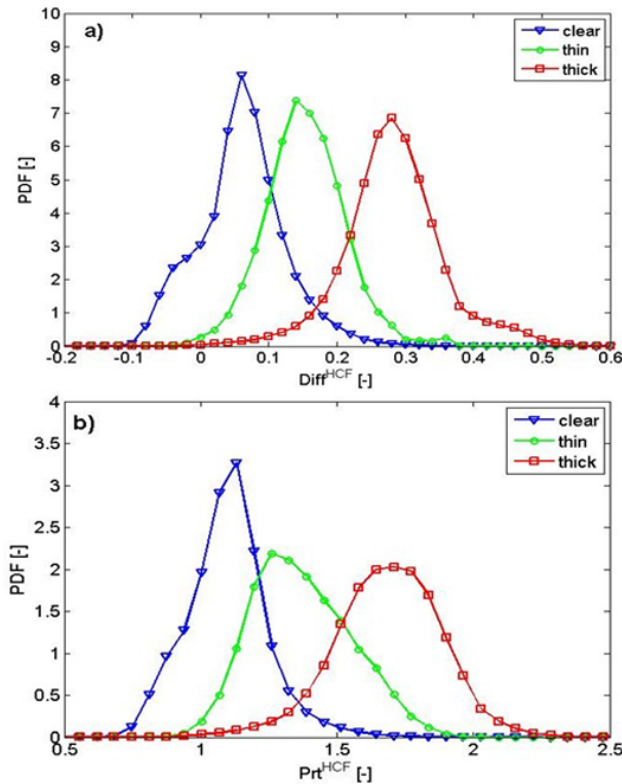 a)
clear
thin
thick
10
9
8
7
6
5
4
3
2
1
0
PDF [-]
-0.2 -0.1 0 0.1 0.2 0.3 0.4 0.5 0.6
Diff^HCF [-]
b)
clear
thin
thick
4
3.5
3
2.5
2
1.5
1
0.5
0
PDF [-]
0.5 1 1.5 2 2.5
Prt^HCF [-]